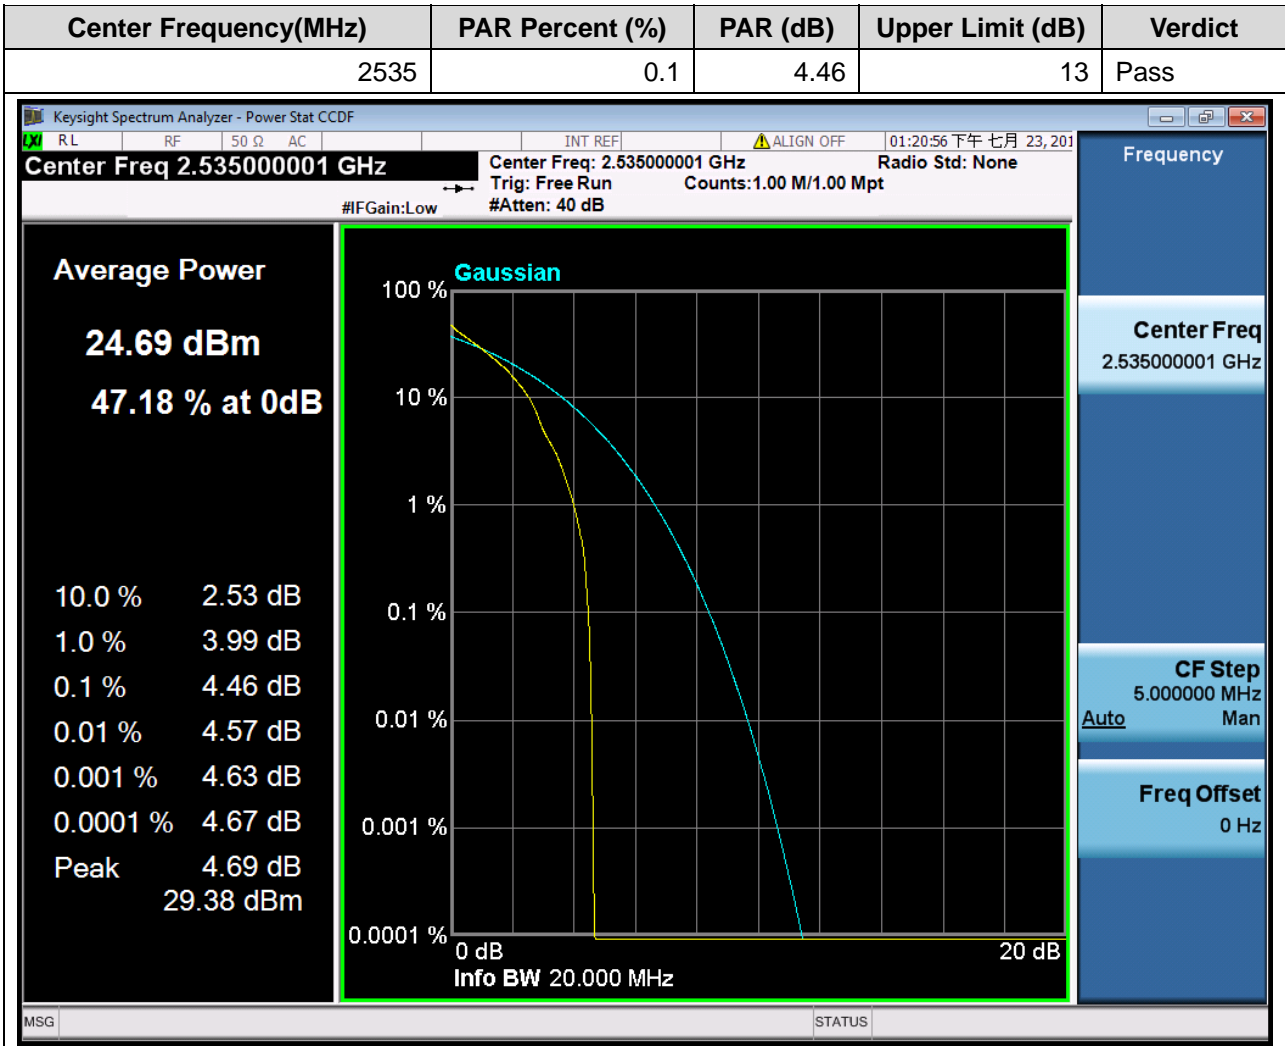 Center Frequency(MHz) PAR Percent (%) PAR (dB) Upper Limit (dB) Verdict
2535 0.1 4.46 13 Pass
Keysight Spectrum Analyzer - Power Stat CCDF
LXI RL RF 50 Ω AC INT REF ALIGN OFF 01:20:56 下午 七月 23, 201
Center Freq 2.535000001 GHz
Center Freq: 2.535000001 GHz Radio Std: None
Trig: Free Run Counts:1.00 M/1.00 Mpt
#IFGain:Low #Atten: 40 dB
Frequency
Average Power
24.69 dBm
47.18 % at 0dB
10.0 % 2.53 dB
1.0 % 3.99 dB
0.1 % 4.46 dB
0.01 % 4.57 dB
0.001 % 4.63 dB
0.0001 % 4.67 dB
Peak 4.69 dB
29.38 dBm
Gaussian
100 %
10 %
1 %
0.1 %
0.01 %
0.001 %
0.0001 %
0 dB 20 dB
Info BW 20.000 MHz
Center Freq
2.535000001 GHz
CF Step
5.000000 MHz
Auto Man
Freq Offset
0 Hz
MSG STATUS